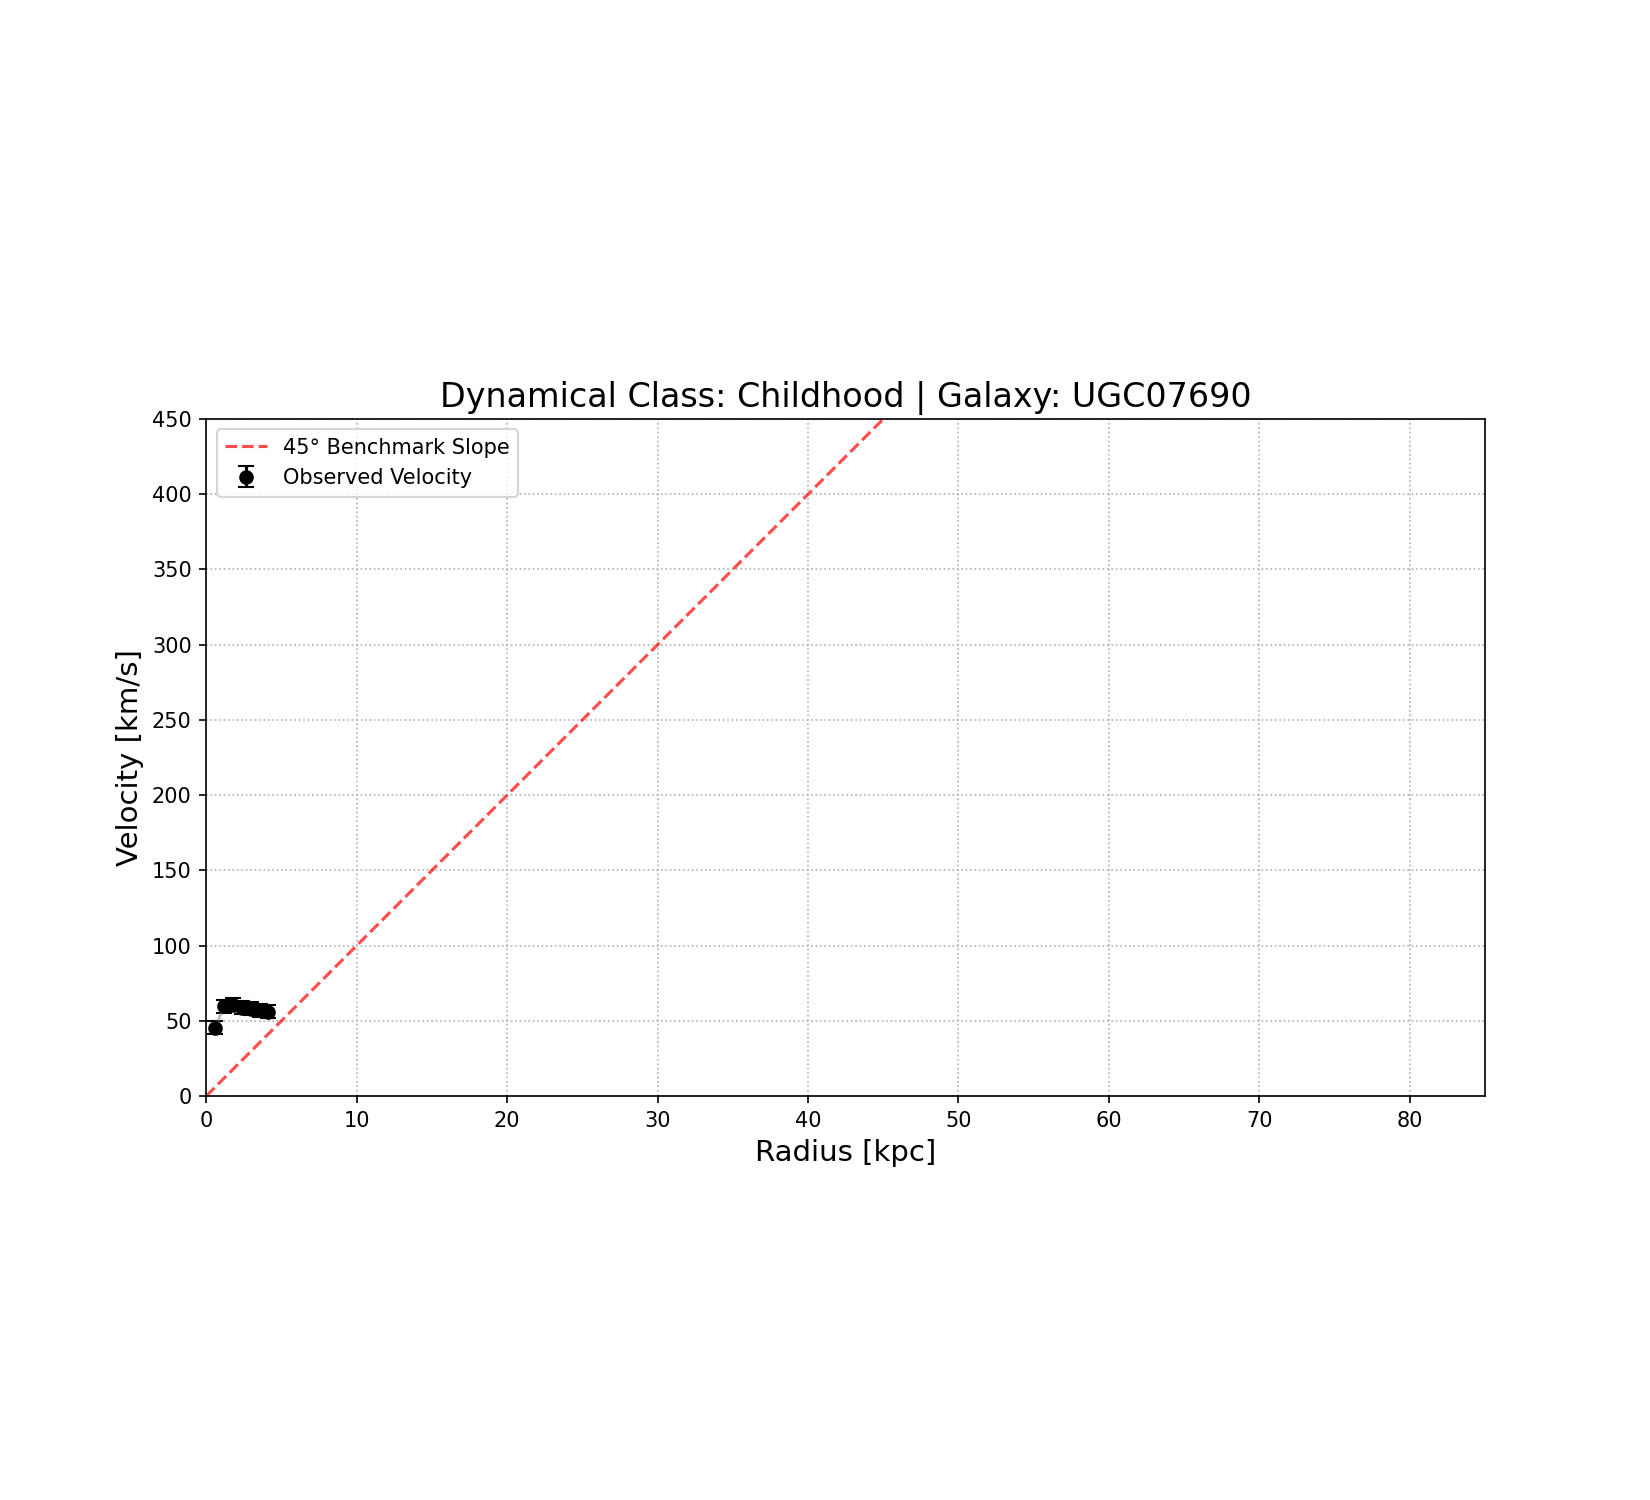 Dynamical Class: Childhood | Galaxy: UGC07690
45° Benchmark Slope
Observed Velocity
450
400
350
300
250
200
150
100
50
0
Velocity [km/s]
0 10 20 30 40 50 60 70 80
Radius [kpc]